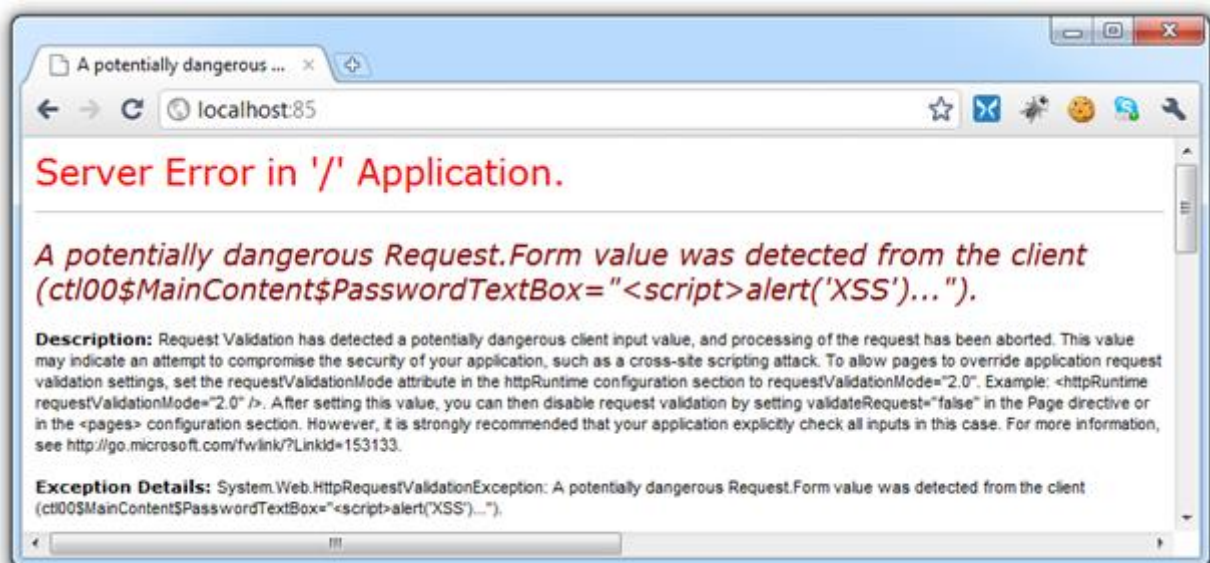 A potentially dangerous ...
localhost:85
Server Error in '/' Application.
A potentially dangerous Request.Form value was detected from the client
(ctl00$MainContent$PasswordTextBox="<script>alert('XSS')...").
Description: Request Validation has detected a potentially dangerous client input value, and processing of the request has been aborted. This value
may indicate an attempt to compromise the security of your application, such as a cross-site scripting attack. To allow pages to override application request
validation settings, set the requestValidationMode attribute in the httpRuntime configuration section to requestValidationMode="2.0". Example: <httpRuntime
requestValidationMode="2.0" />. After setting this value, you can then disable request validation by setting validateRequest="false" in the Page directive or
in the <pages> configuration section. However, it is strongly recommended that your application explicitly check all inputs in this case. For more information,
see http://go.microsoft.com/fwlink/?LinkId=153133.
Exception Details: System.Web.HttpRequestValidationException: A potentially dangerous Request.Form value was detected from the client
(ctl00$MainContent$PasswordTextBox="<script>alert('XSS')...").